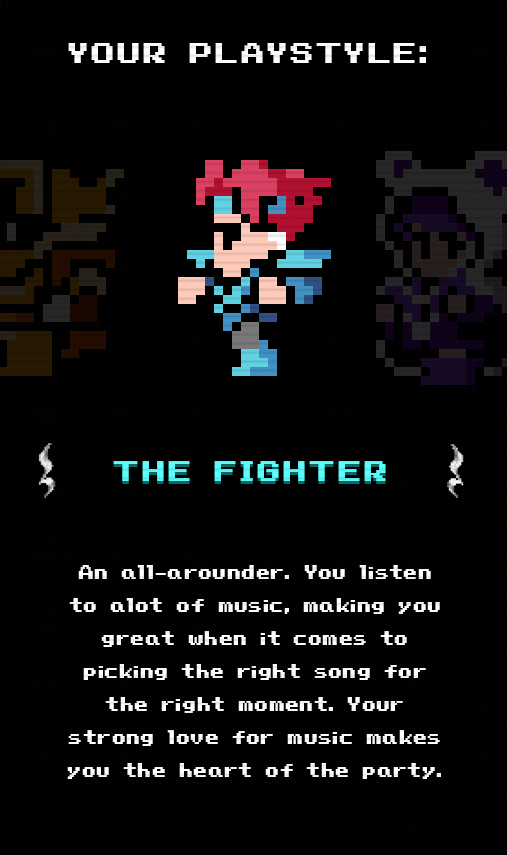 YOUR PLAYSTYLE:
THE FIGHTER
An all-arounder. You listen
to alot of music, making you
great when it comes to
picking the right song for
the right moment. Your
strong love for music makes
you the heart of the party.